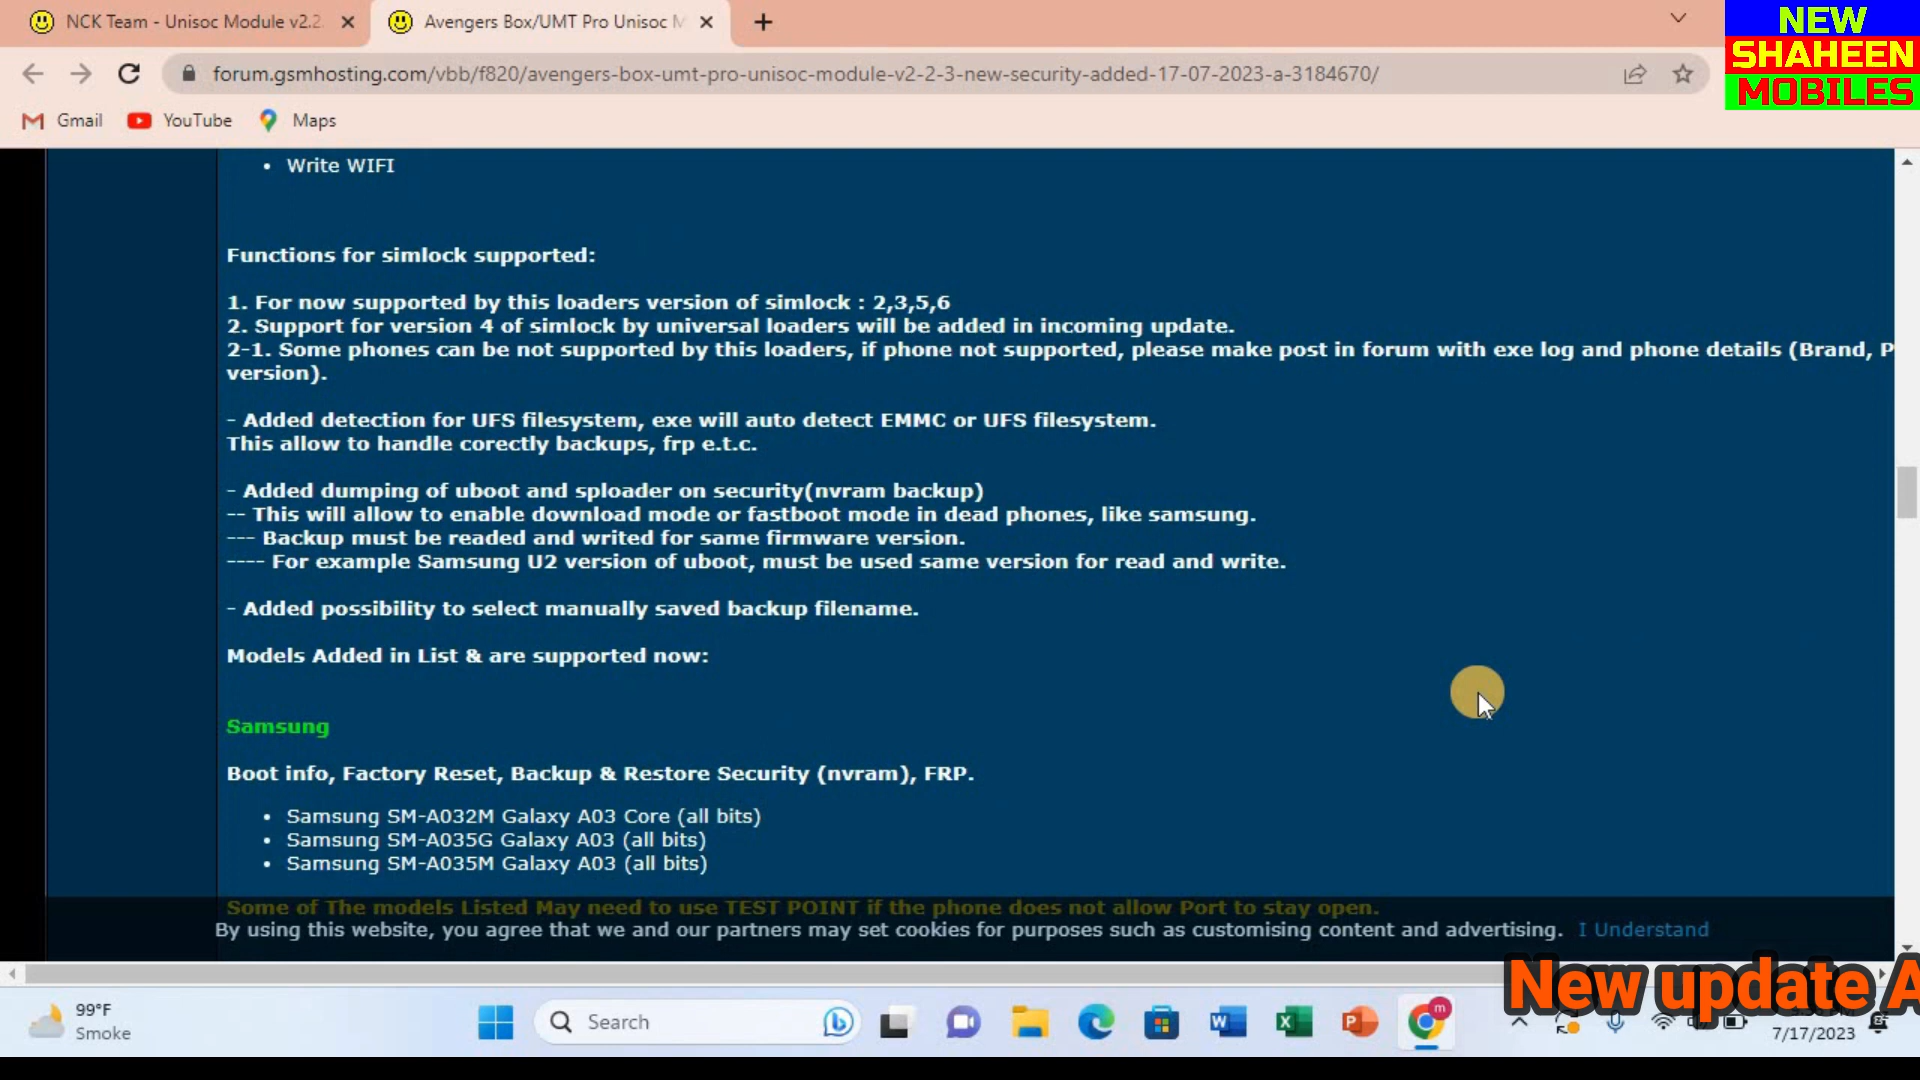 NCK Team - Unisoc Module v2.2
Avengers Box/UMT Pro Unisoc M
NEW
SHAHEEN
MOBILES
forum.gsmhosting.com/vbb/f820/avengers-box-umt-pro-unisoc-module-v2-2-3-new-security-added-17-07-2023-a-3184670/
Gmail YouTube Maps
• Write WIFI
Functions for simlock supported:
1. For now supported by this loaders version of simlock : 2,3,5,6
2. Support for version 4 of simlock by universal loaders will be added in incoming update.
2-1. Some phones can be not supported by this loaders, if phone not supported, please make post in forum with exe log and phone details (Brand, P
version).
- Added detection for UFS filesystem, exe will auto detect EMMC or UFS filesystem.
This allow to handle corectly backups, frp e.t.c.
- Added dumping of uboot and sploader on security(nvram backup)
-- This will allow to enable download mode or fastboot mode in dead phones, like samsung.
--- Backup must be readed and writed for same firmware version.
---- For example Samsung U2 version of uboot, must be used same version for read and write.
- Added possibility to select manually saved backup filename.
Models Added in List & are supported now:
Samsung
Boot info, Factory Reset, Backup & Restore Security (nvram), FRP.
• Samsung SM-A032M Galaxy A03 Core (all bits)
• Samsung SM-A035G Galaxy A03 (all bits)
• Samsung SM-A035M Galaxy A03 (all bits)
Some of The models Listed May need to use TEST POINT if the phone does not allow Port to stay open.
By using this website, you agree that we and our partners may set cookies for purposes such as customising content and advertising. I Understand
New update A
99°F
Smoke
Search
m
7/17/2023